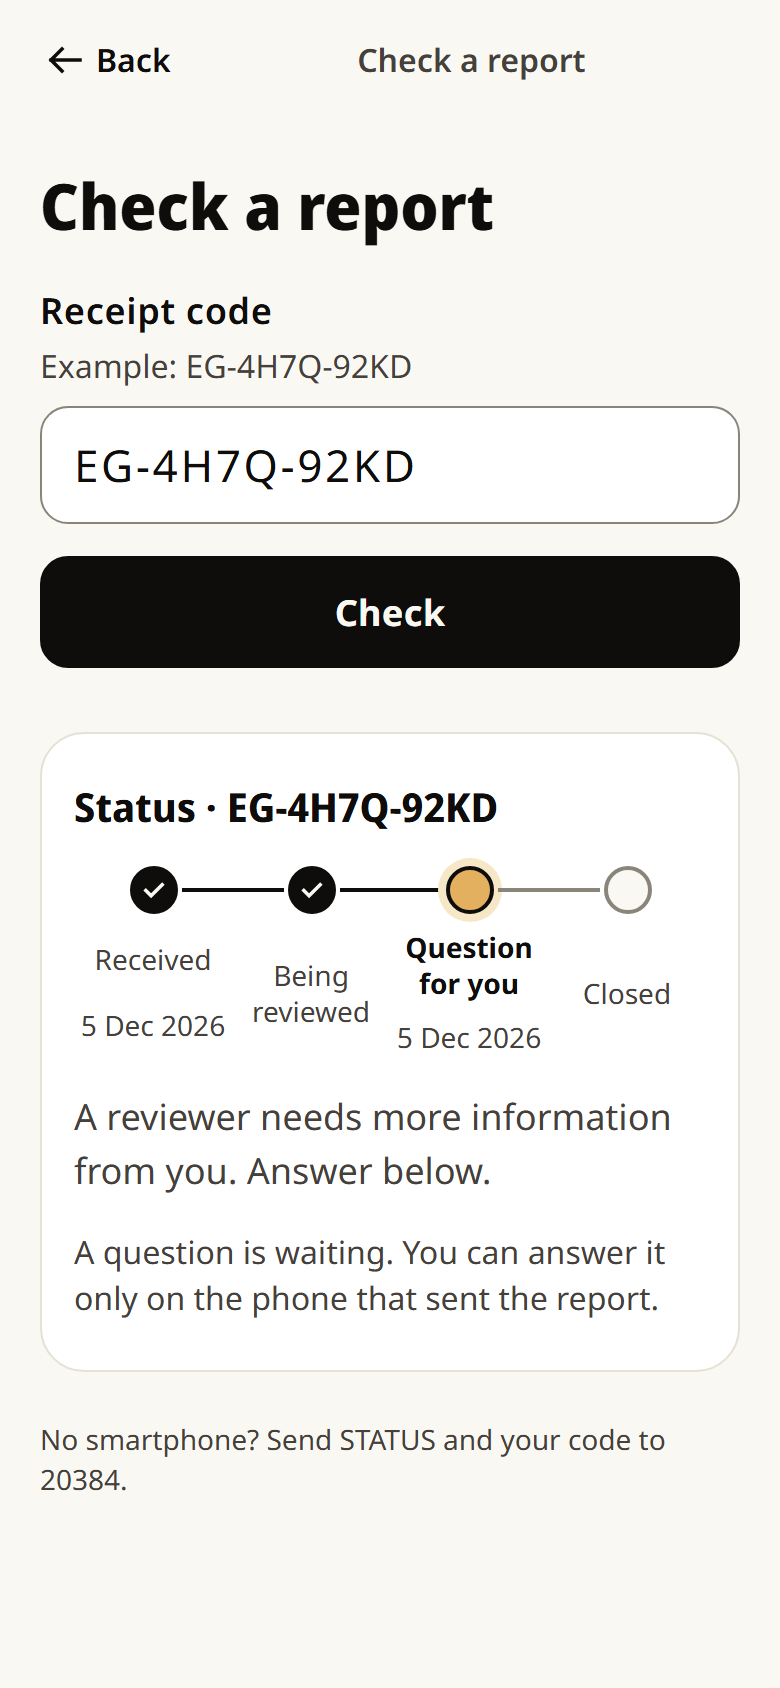 Back
Check a report
Check a report
Receipt code
Example: EG-4H7Q-92KD
EG-4H7Q-92KD
Check
Status · EG-4H7Q-92KD
Received
5 Dec 2026
Being
reviewed
Question
for you
5 Dec 2026
Closed
A reviewer needs more information
from you. Answer below.
A question is waiting. You can answer it
only on the phone that sent the report.
No smartphone? Send STATUS and your code to
20384.